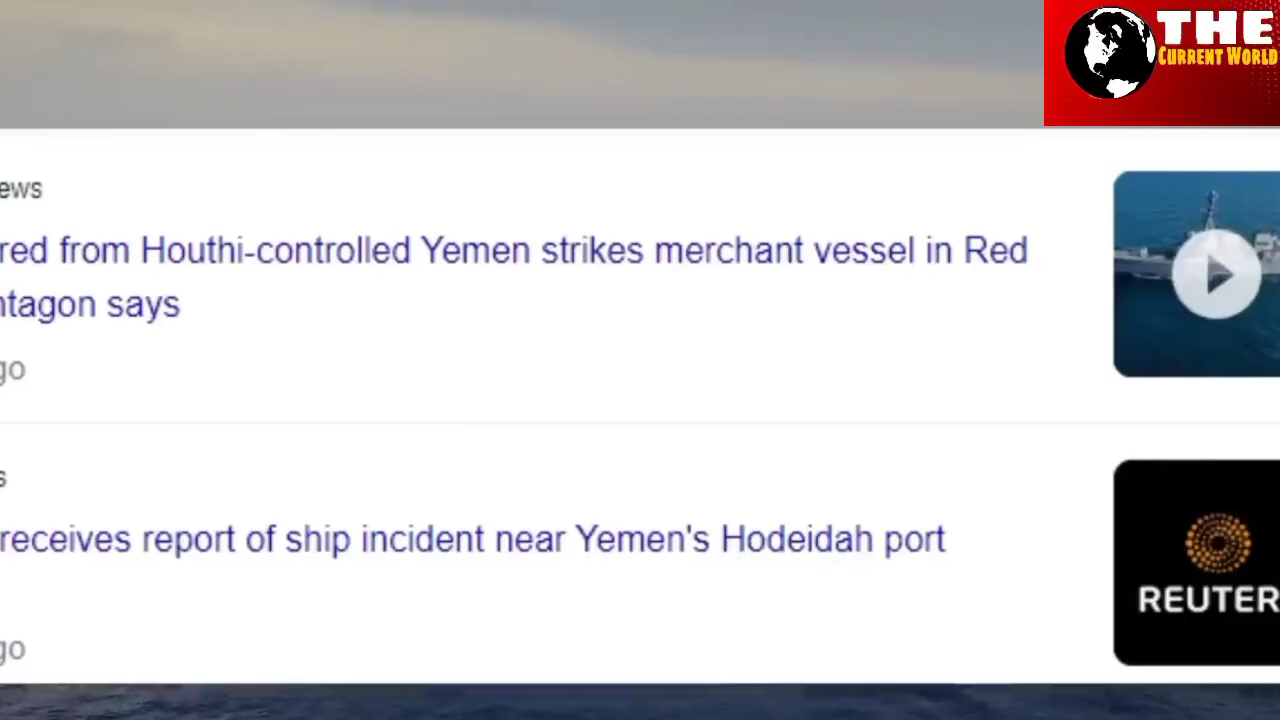 THE
CURRENT WORLD
ews
red from Houthi-controlled Yemen strikes merchant vessel in Red
ntagon says
go
s
receives report of ship incident near Yemen's Hodeidah port
REUTER
go